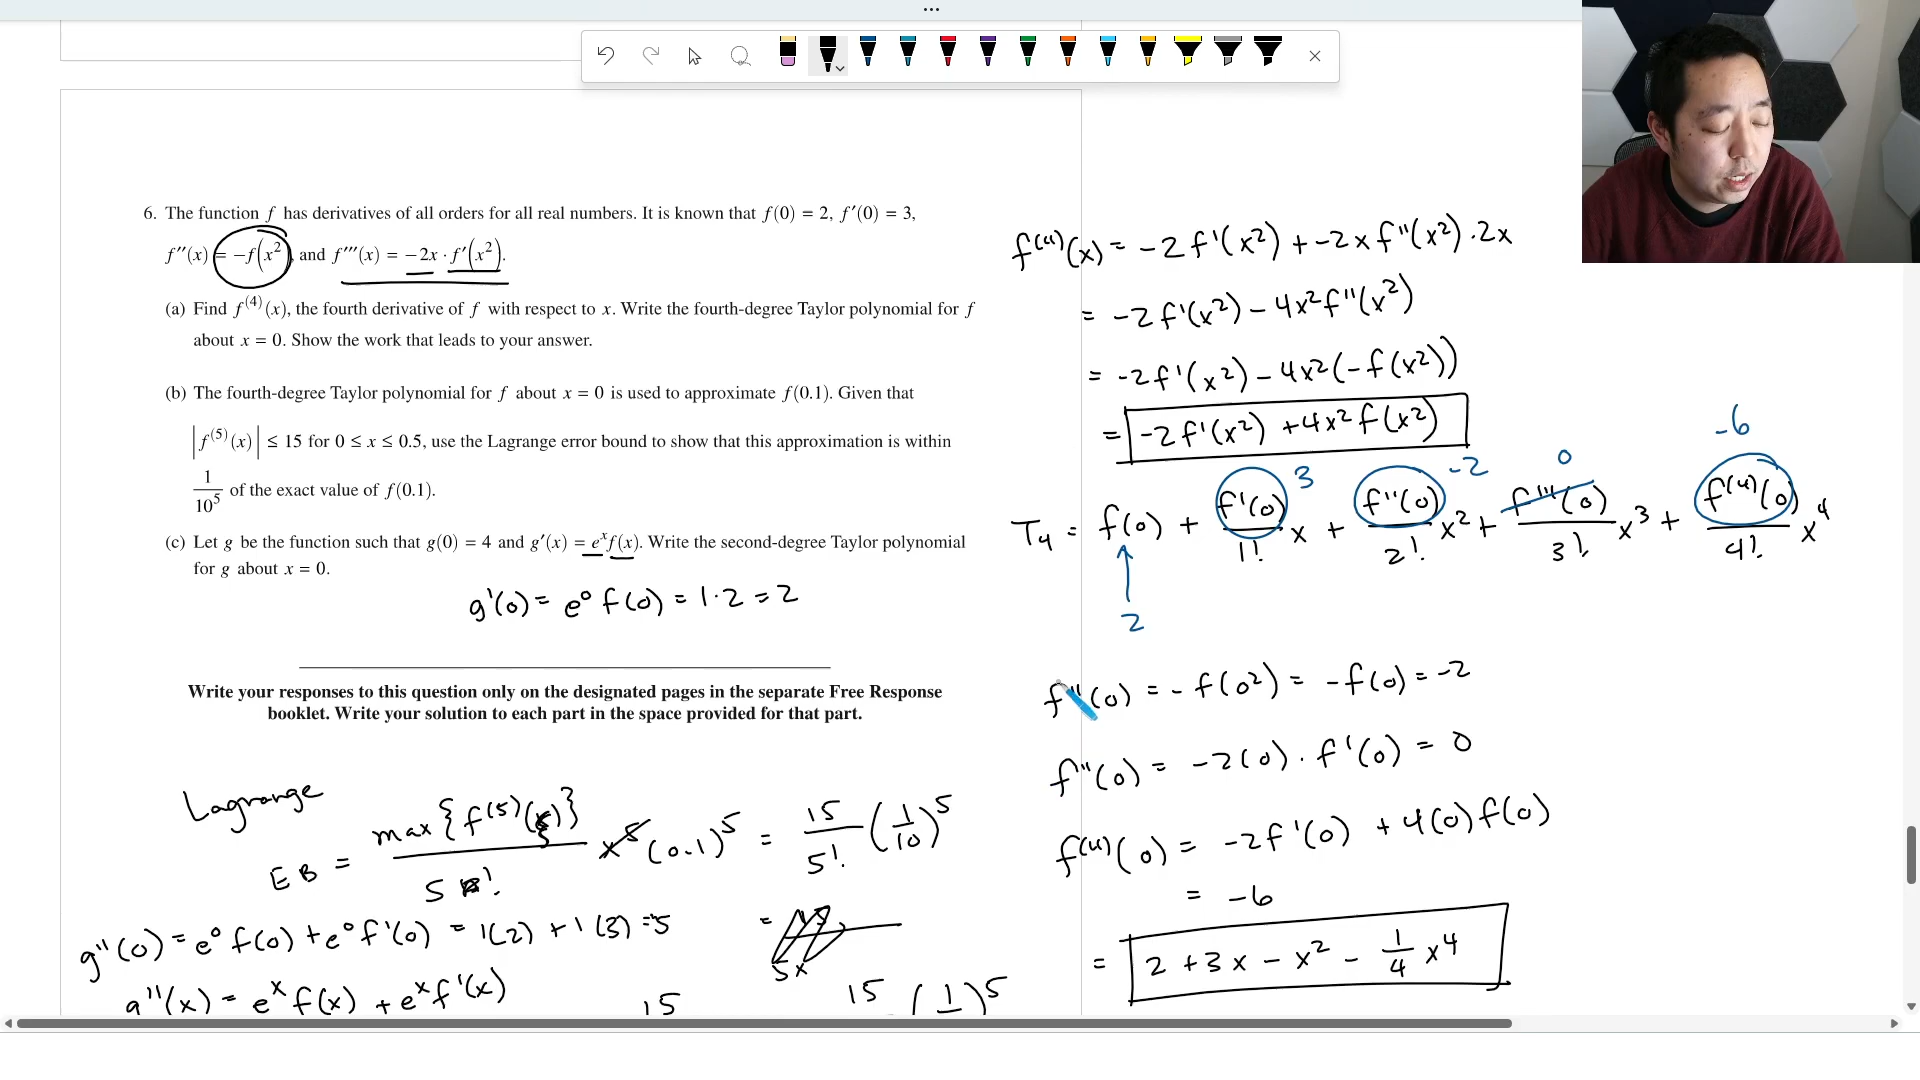 6. The function f has derivatives of all orders for all real numbers. It is known that f(0) = 2, f′(0) = 3,
f″(x) = −f(x²), and f‴(x) = −2x · f′(x²).
(a) Find f⁽⁴⁾(x), the fourth derivative of f with respect to x. Write the fourth-degree Taylor polynomial for f
about x = 0. Show the work that leads to your answer.
(b) The fourth-degree Taylor polynomial for f about x = 0 is used to approximate f(0.1). Given that
|f⁽⁵⁾(x)| ≤ 15 for 0 ≤ x ≤ 0.5, use the Lagrange error bound to show that this approximation is within
1/10⁵ of the exact value of f(0.1).
(c) Let g be the function such that g(0) = 4 and g′(x) = eˣf(x). Write the second-degree Taylor polynomial
for g about x = 0.
g'(0) = e⁰ f(0) = 1·2 = 2
Write your responses to this question only on the designated pages in the separate Free Response
booklet. Write your solution to each part in the space provided for that part.
Lagrange
EB = max{f⁽⁵⁾( )} / 5 ! x⁵ (0.1)⁵ = 15/5! (1/10)⁵
g''(0) = e⁰ f(0) + e⁰ f'(0) = 1(2) + 1(3) = 5
= 15 / 5x
g''(x) = eˣ f(x) + eˣ f'(x)
15
15 (1 )⁵
f⁽⁴⁾(x) = -2 f'(x²) + -2x f''(x²) · 2x
= -2 f'(x²) - 4x² f''(x²)
= -2f'(x²) - 4x² (-f(x²))
= -2f'(x²) + 4x² f(x²)
3 -2 0 -6
T₄ = f(0) + f'(0)/1! x + f''(0)/2! x² + f'''(0)/3! x³ + f⁽⁴⁾(0)/4! x⁴
2
f''(0) = - f(0²) = - f(0) = -2
f'''(0) = -2(0) · f'(0) = 0
f⁽⁴⁾(0) = -2f'(0) + 4(0) f(0)
= -6
= 2 + 3x - x² - 1/4 x⁴